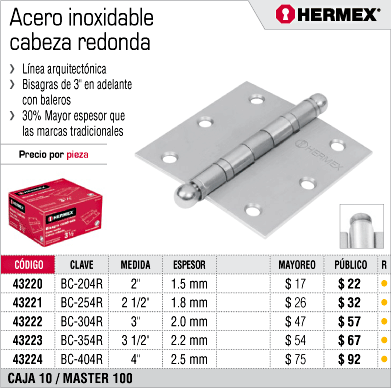 Acero inoxidable
cabeza redonda
HERMEX®
Línea arquitectónica
Bisagras de 3" en adelante
con baleros
30% Mayor espesor que
las marcas tradicionales
Precio por pieza
HERMEX
HERMEX
Bisagra
3½"
CÓDIGO CLAVE MEDIDA ESPESOR MAYOREO PÚBLICO R
43220 BC-204R 2" 1.5 mm $ 17 $ 22
43221 BC-254R 2 1/2" 1.8 mm $ 26 $ 32
43222 BC-304R 3" 2.0 mm $ 47 $ 57
43223 BC-354R 3 1/2" 2.2 mm $ 54 $ 67
43224 BC-404R 4" 2.5 mm $ 75 $ 92
CAJA 10 / MASTER 100